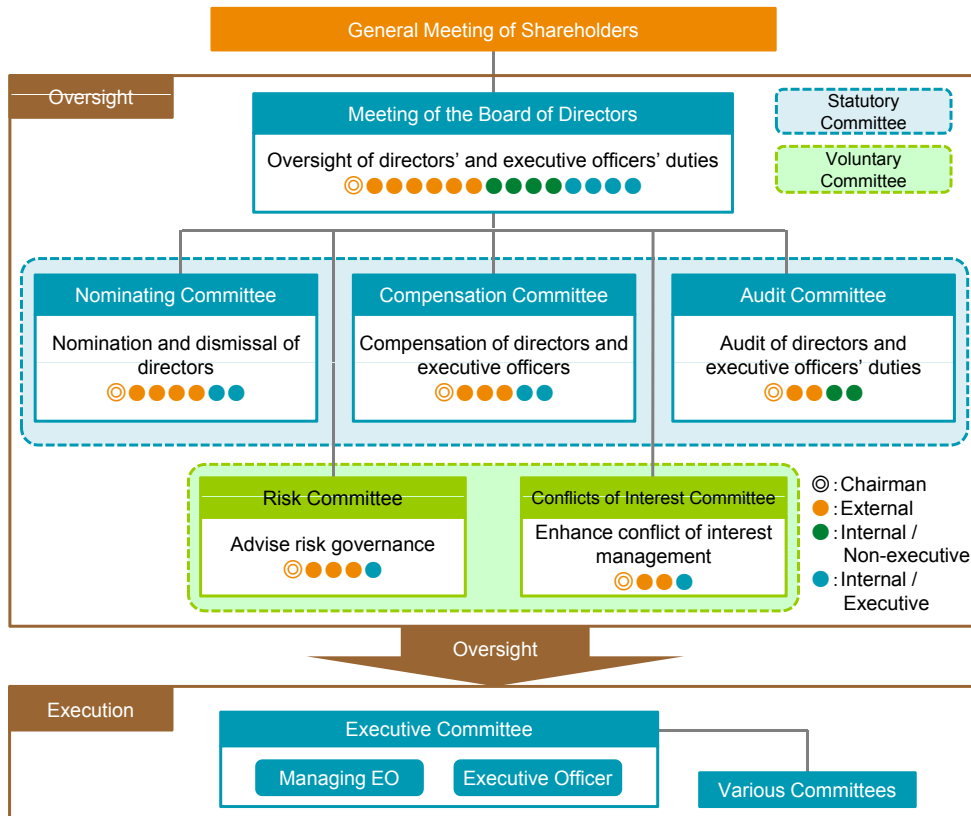 General Meeting of Shareholders
Oversight
Meeting of the Board of Directors
Oversight of directors' and executive officers' duties
Statutory
Committee
Voluntary
Committee
Nominating Committee
Nomination and dismissal of
directors
Compensation Committee
Compensation of directors and
executive officers
Audit Committee
Audit of directors and
executive officers' duties
Risk Committee
Advise risk governance
Conflicts of Interest Committee
Enhance conflict of interest
management
◎ : Chairman
● : External
● : Internal /
Non-executive
● : Internal /
Executive
Oversight
Execution
Executive Committee
Managing EO
Executive Officer
Various Committees